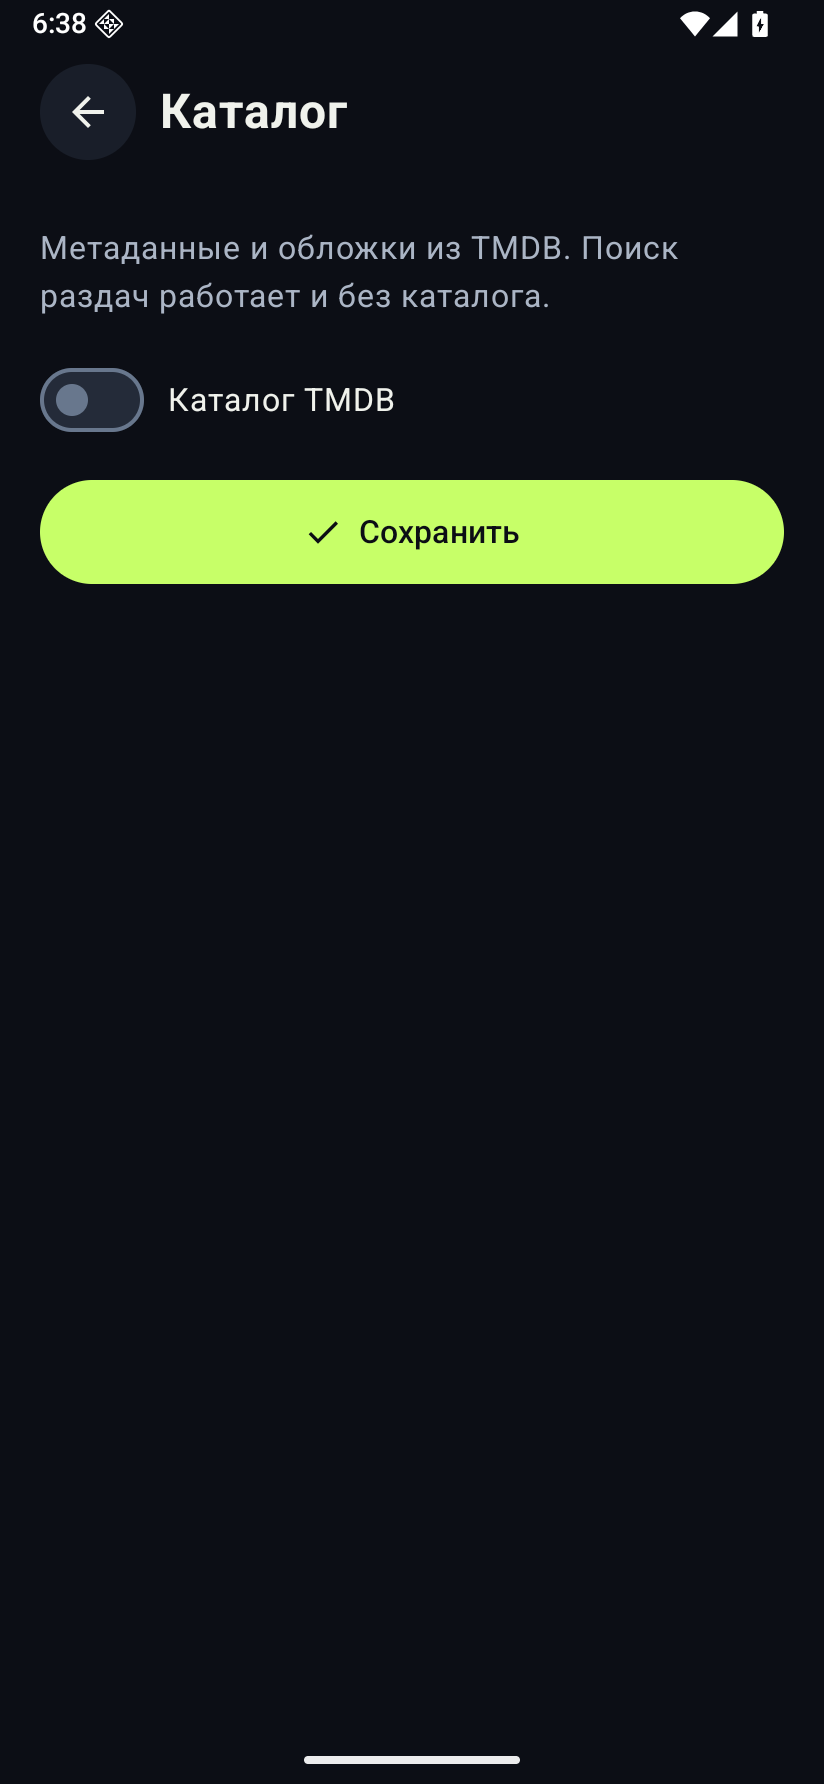 6:38
Каталог
Метаданные и обложки из TMDB. Поиск
раздач работает и без каталога.
Каталог TMDB
Сохранить